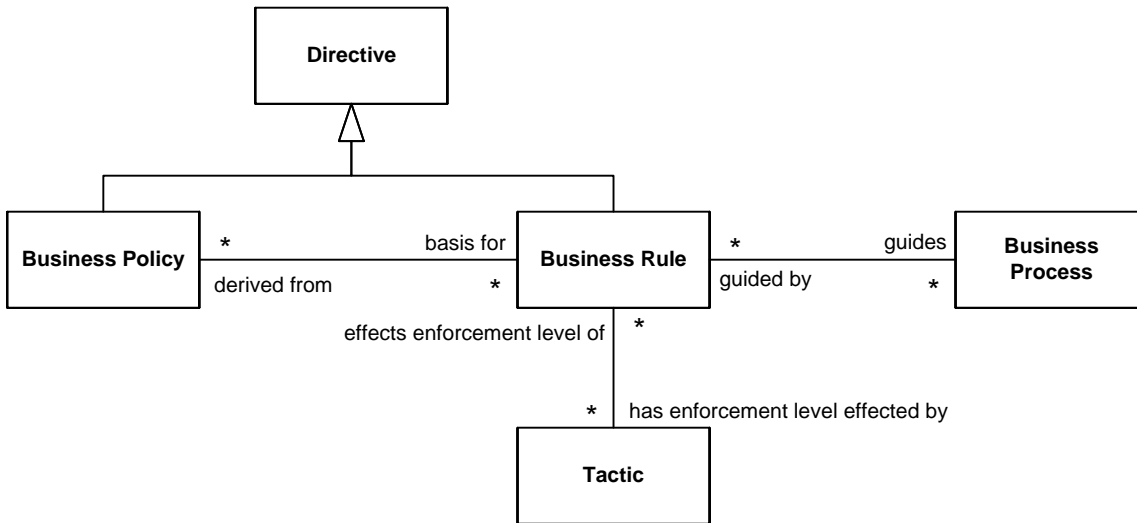 Directive
Business Policy
*
derived from
basis for
*
Business Rule
*
guided by
guides
*
Business
Process
effects enforcement level of
*
*
has enforcement level effected by
Tactic